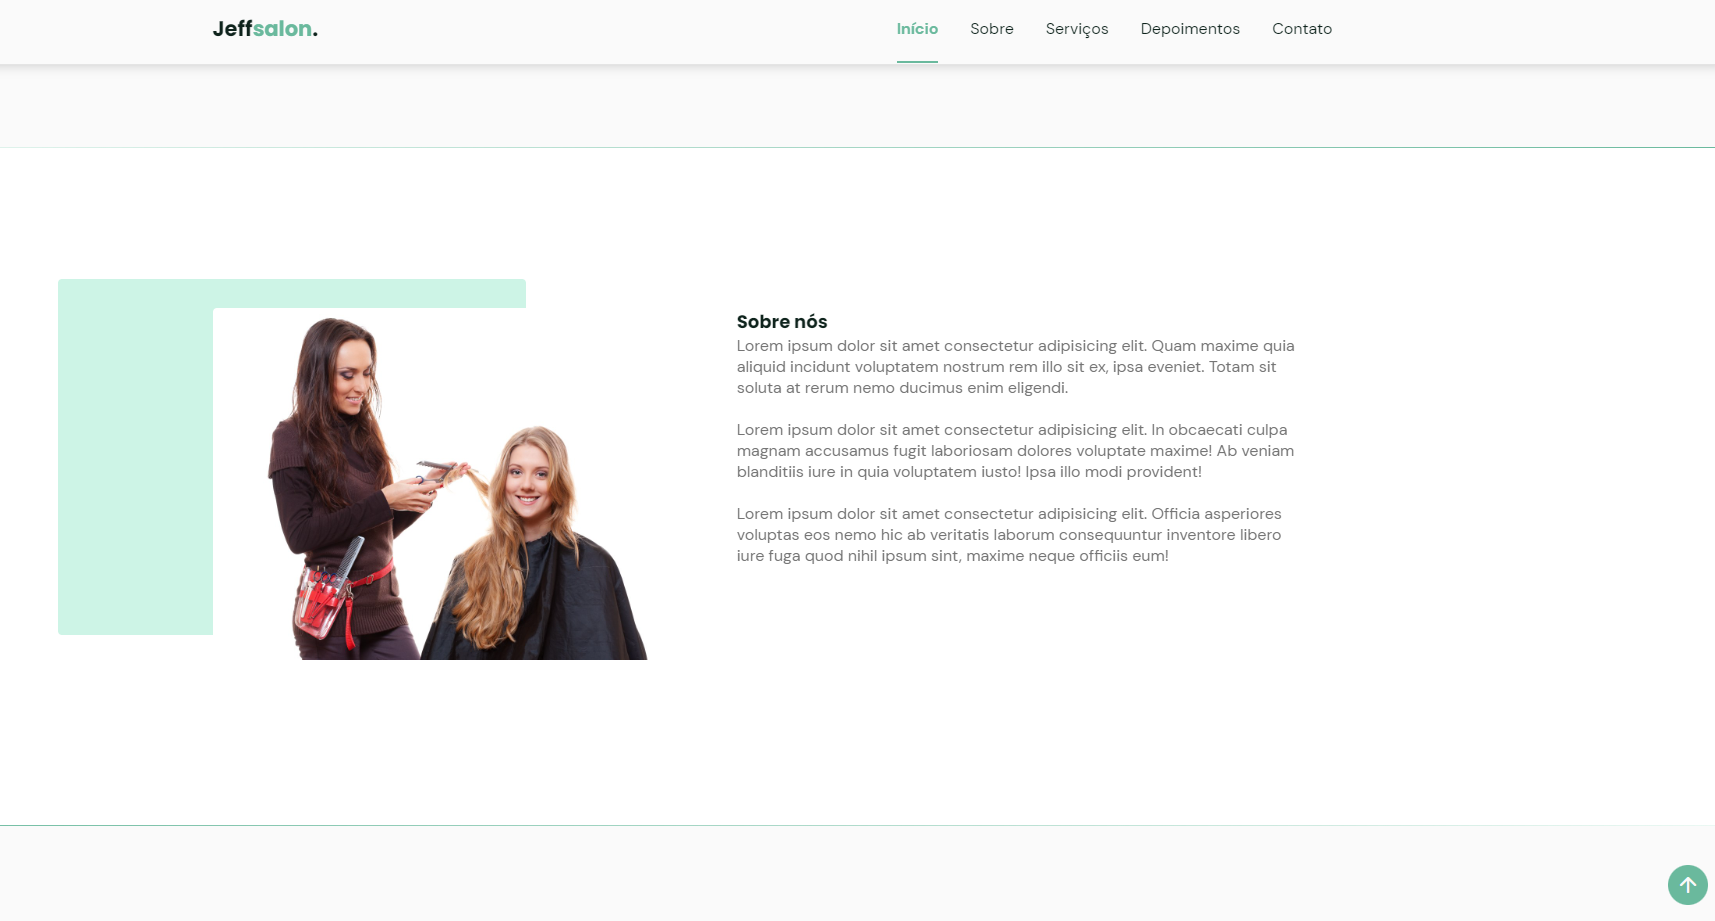 Jeffsalon.
Início
Sobre
Serviços
Depoimentos
Contato
Sobre nós
Lorem ipsum dolor sit amet consectetur adipisicing elit. Quam maxime quia
aliquid incidunt voluptatem nostrum rem illo sit ex, ipsa eveniet. Totam sit
soluta at rerum nemo ducimus enim eligendi.
Lorem ipsum dolor sit amet consectetur adipisicing elit. In obcaecati culpa
magnam accusamus fugit laboriosam dolores voluptate maxime! Ab veniam
blanditiis iure in quia voluptatem iusto! Ipsa illo modi provident!
Lorem ipsum dolor sit amet consectetur adipisicing elit. Officia asperiores
voluptas eos nemo hic ab veritatis laborum consequuntur inventore libero
iure fuga quod nihil ipsum sint, maxime neque officiis eum!